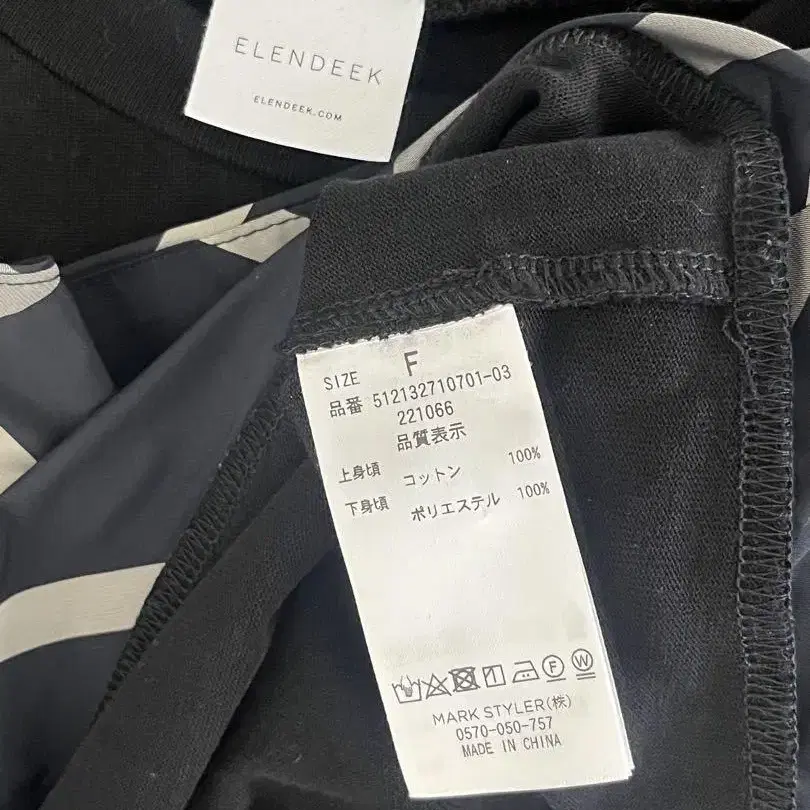 ELENDEEK
ELENDEEK.COM
SIZE F
品番 512132710701-03
221066
品質表示
上身頃 コットン 100%
下身頃 ポリエステル 100%
F W
MARK STYLER(株)
0570-050-757
MADE IN CHINA